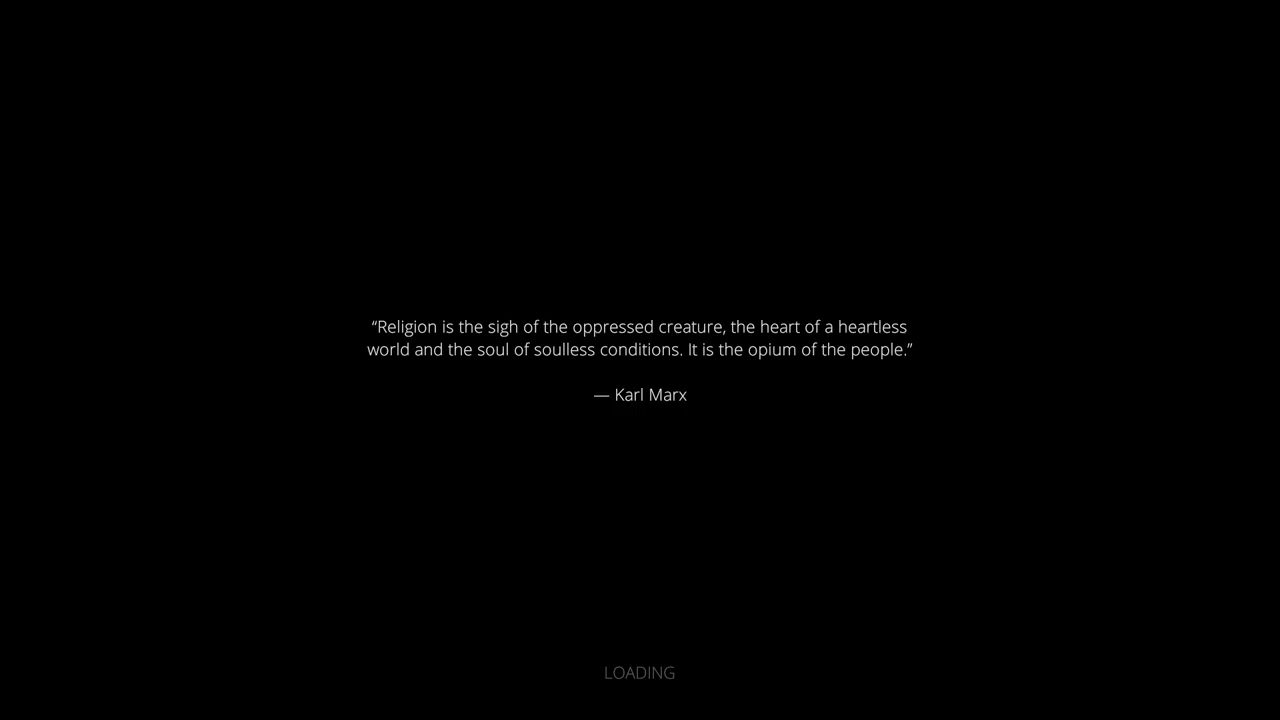 “Religion is the sigh of the oppressed creature, the heart of a heartless
world and the soul of soulless conditions. It is the opium of the people.”
— Karl Marx
LOADING